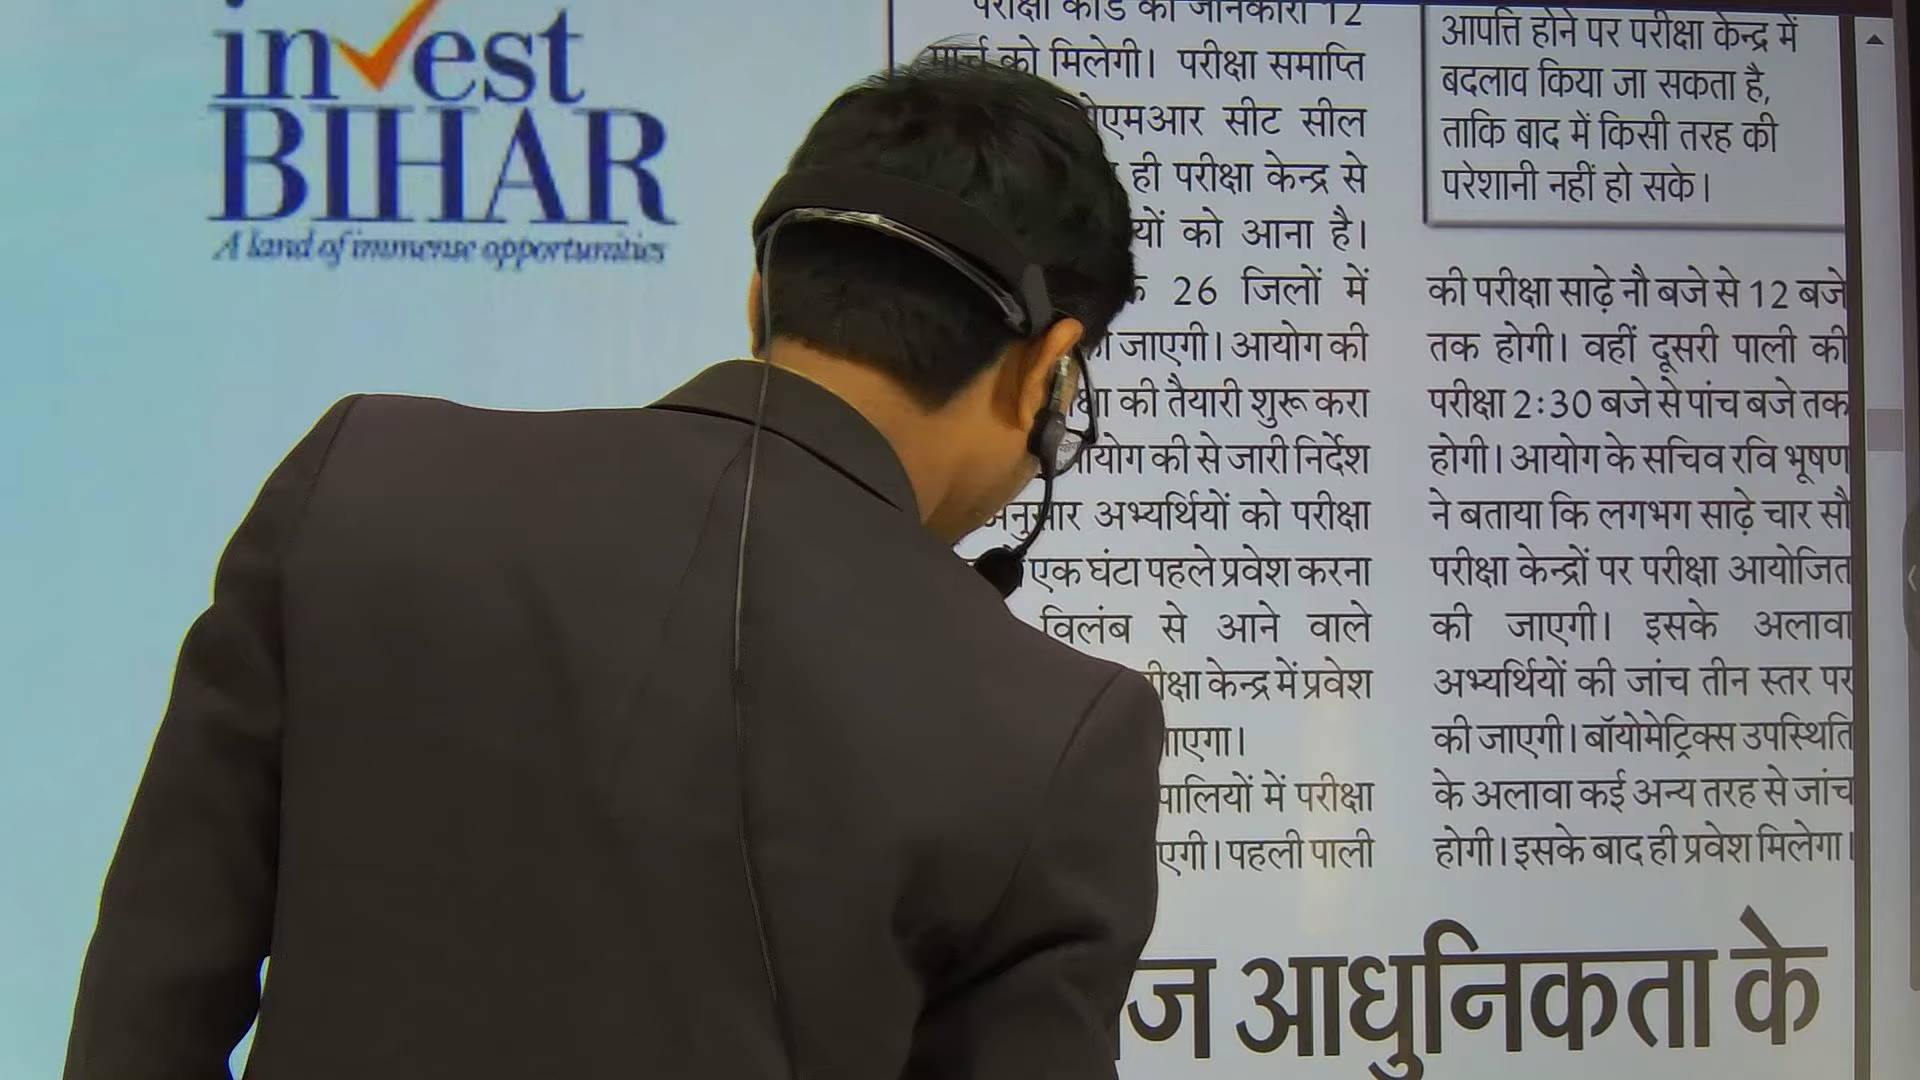 invest
BIHAR
A land of immense opportunities
परीक्षा कोड की जानकारी 12
मार्च को मिलेगी। परीक्षा समाप्ति
ओएमआर सीट सील
ही परीक्षा केन्द्र से
को आना है।
26 जिलों में
जाएगी। आयोग की
की तैयारी शुरू करा
आयोग की से जारी निर्देश
अनुसार अभ्यर्थियों को परीक्षा
एक घंटा पहले प्रवेश करना
विलंब से आने वाले
परीक्षा केन्द्र में प्रवेश
पालियों में परीक्षा
पहली पाली
आपत्ति होने पर परीक्षा केन्द्र में
बदलाव किया जा सकता है,
ताकि बाद में किसी तरह की
परेशानी नहीं हो सके।
की परीक्षा साढ़े नौ बजे से 12 बजे
तक होगी। वहीं दूसरी पाली की
परीक्षा 2:30 बजे से पांच बजे तक
होगी। आयोग के सचिव रवि भूषण
ने बताया कि लगभग साढ़े चार सौ
परीक्षा केन्द्रों पर परीक्षा आयोजित
की जाएगी। इसके अलावा
अभ्यर्थियों की जांच तीन स्तर पर
की जाएगी। बॉयोमेट्रिक्स उपस्थिति
के अलावा कई अन्य तरह से जांच
होगी। इसके बाद ही प्रवेश मिलेगा।
आधुनिकता के